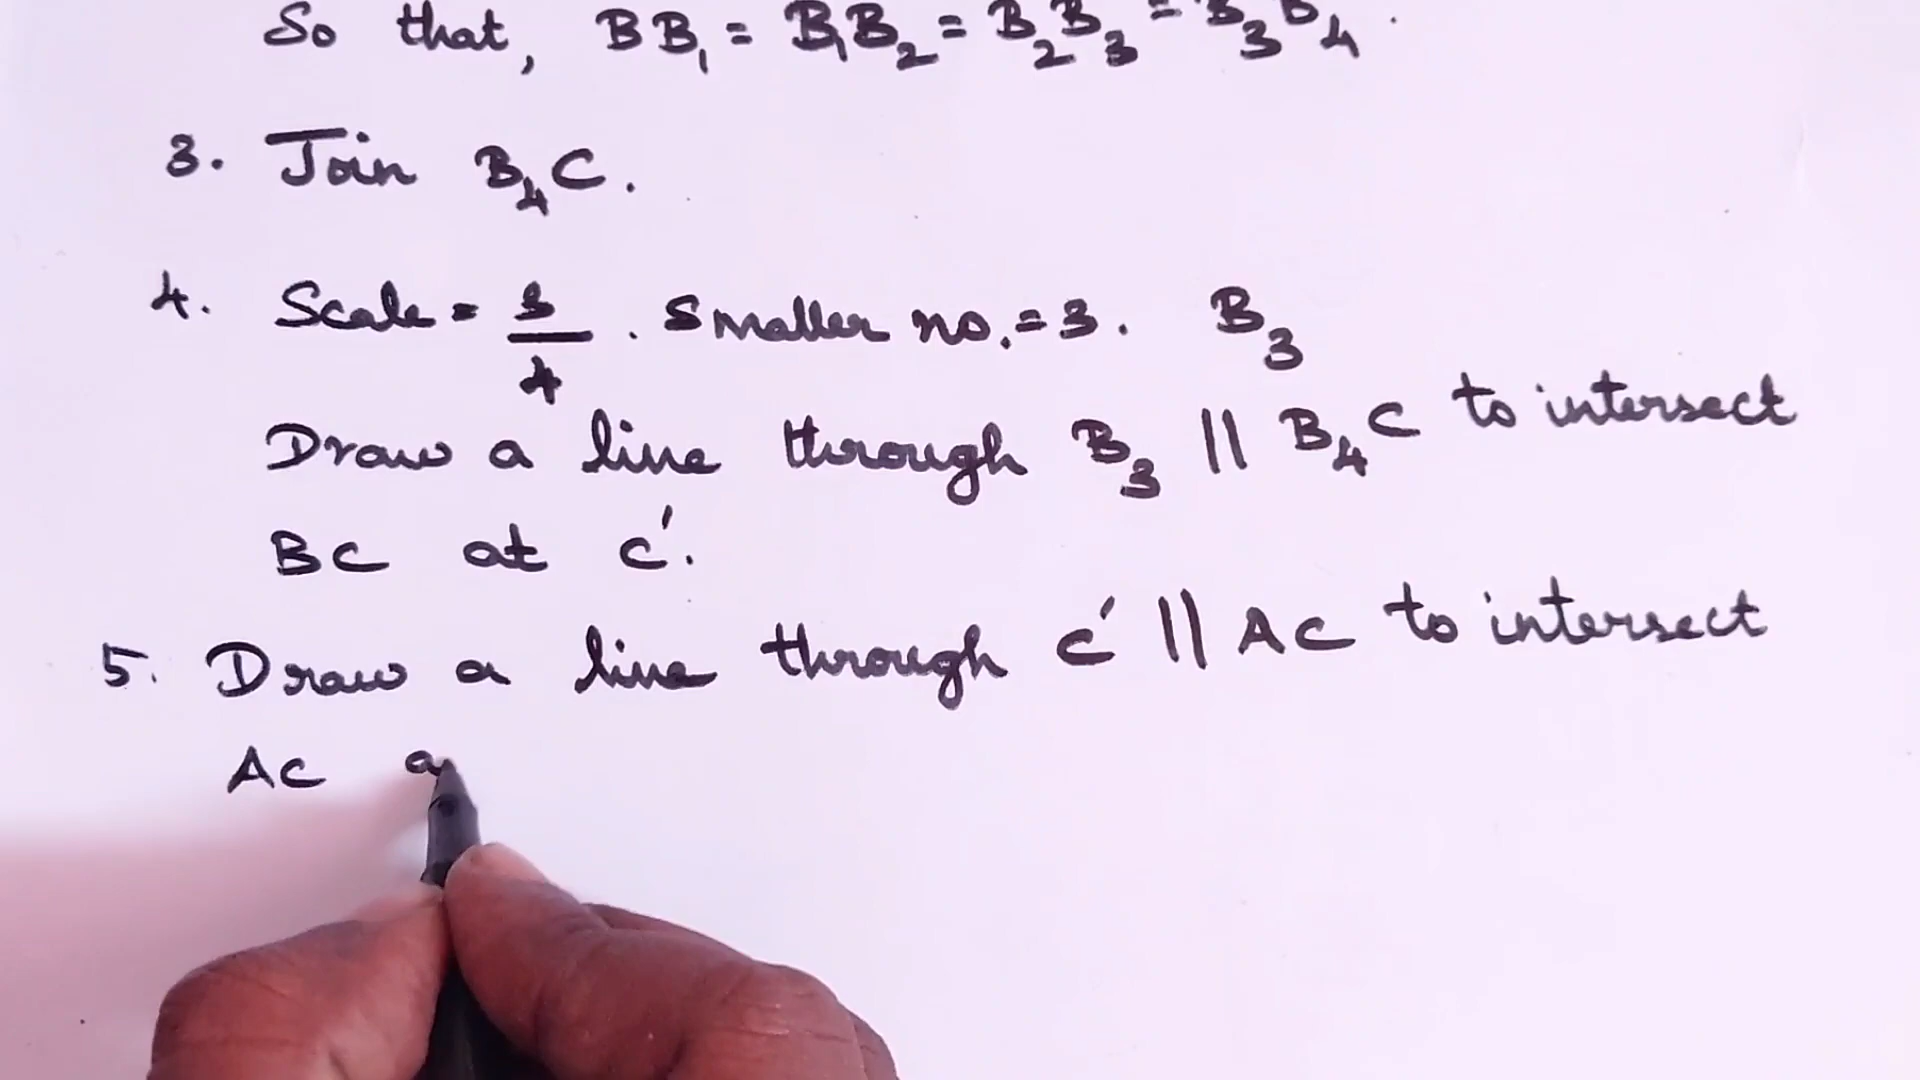 So that, BB₁ = B₁B₂ = B₂B₃ = B₃B₄.
3. Join B₄C.
4. Scale = 3/4. Smaller no. = 3. B₃
Draw a line through B₃ || B₄C to intersect
BC at C'.
5. Draw a line through C' || AC to intersect
AC a